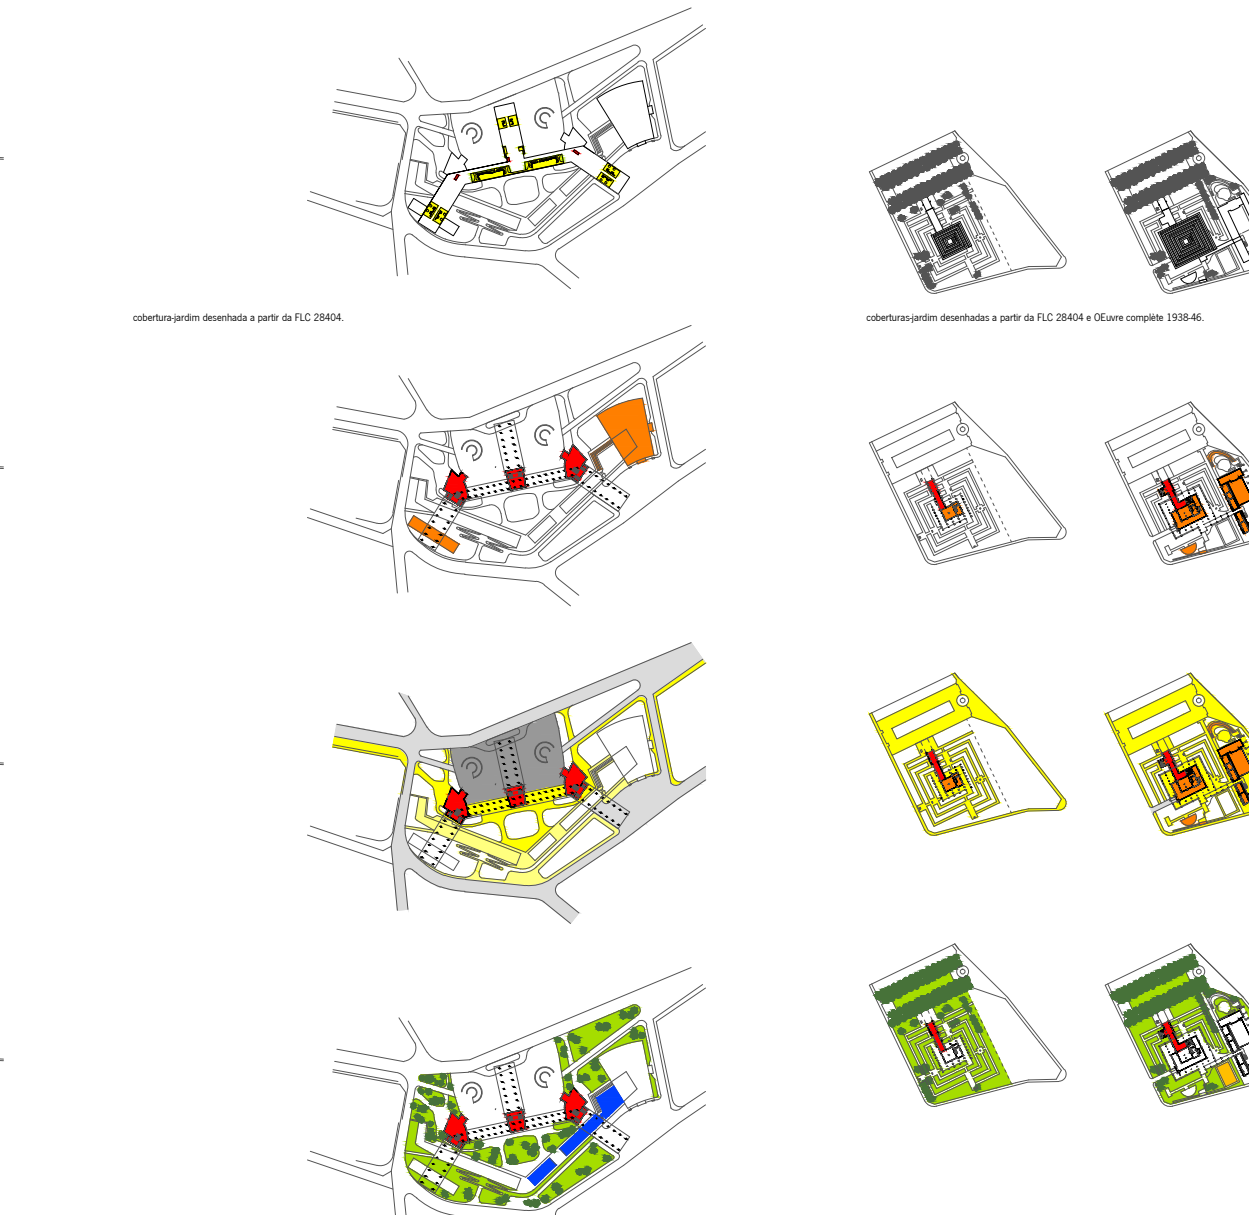 cobertura-jardim desenhada a partir da FLC 28404.
coberturas-jardim desenhadas a partir da FLC 28404 e OEuvre complète 1938-46.